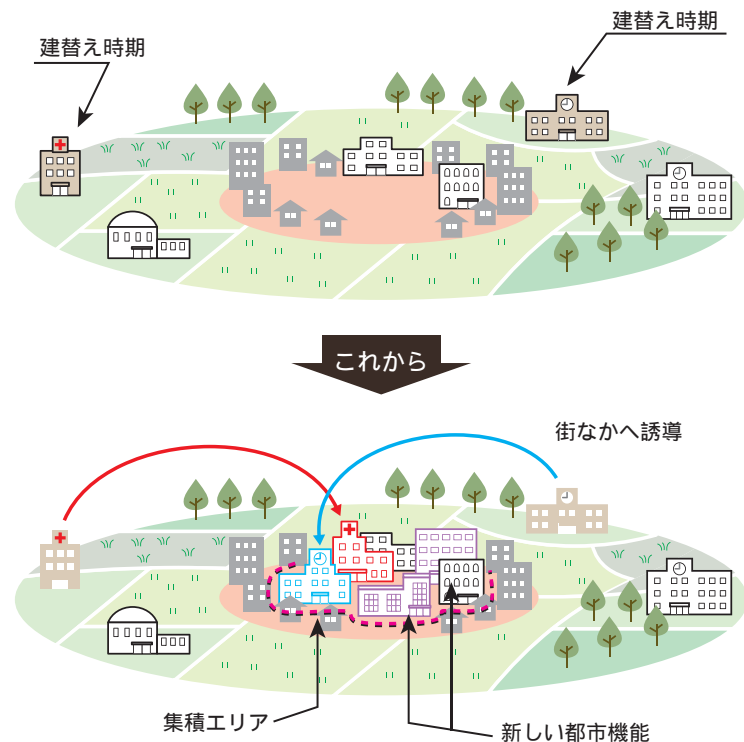 建替え時期
建替え時期
これから
街なかへ誘導
集積エリア
新しい都市機能